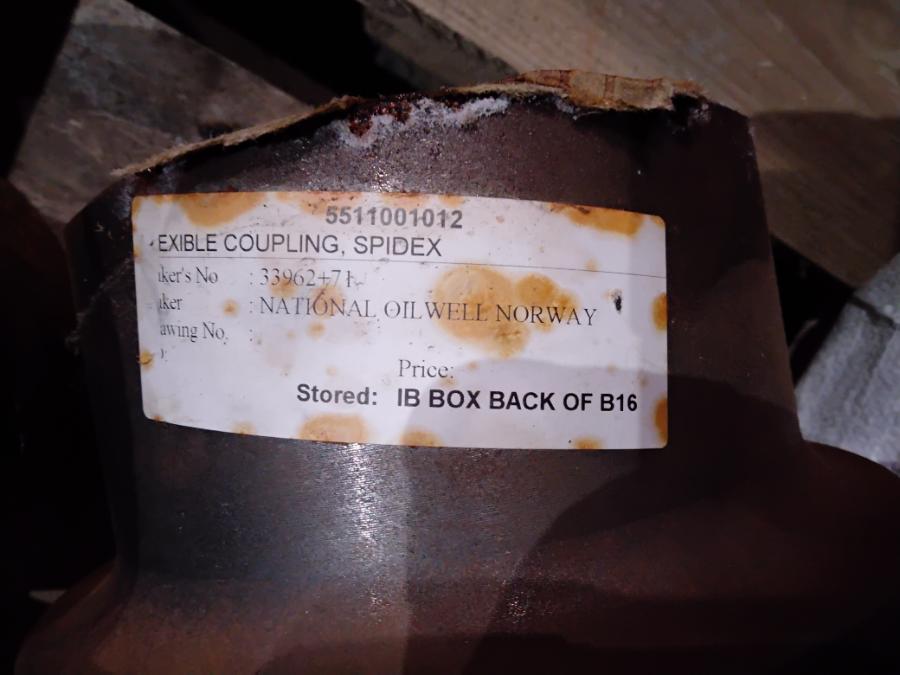 5511001012
EXIBLE COUPLING, SPIDEX
ker's No : 33962+71
ker : NATIONAL OILWELL NORWAY
awing No.
Price:
Stored: IB BOX BACK OF B16